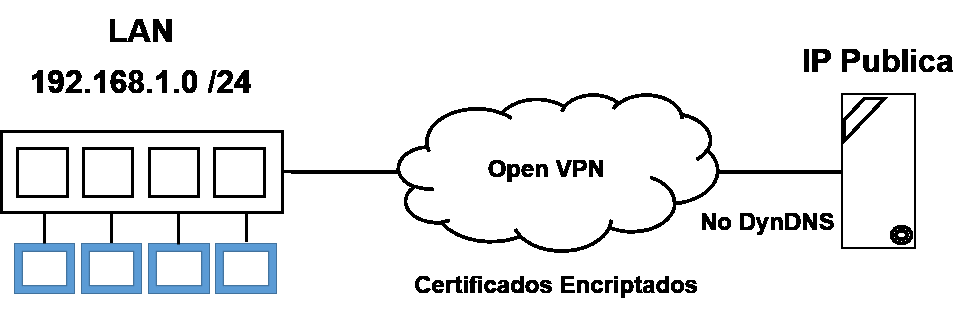 LAN
192.168.1.0 /24
IP Publica
Open VPN
No DynDNS
Certificados Encriptados